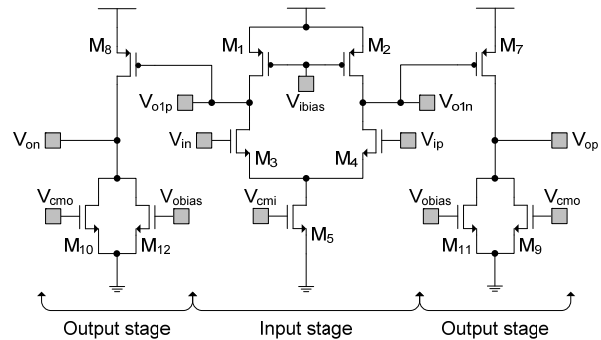 M8
M1
M2
M7
Vo1p
Vibias
Vo1n
Von
Vin
M3
M4
Vip
Vop
Vcmo
Vobias
Vcmi
M5
Vobias
Vcmo
M10
M12
M11
M9
Output stage
Input stage
Output stage